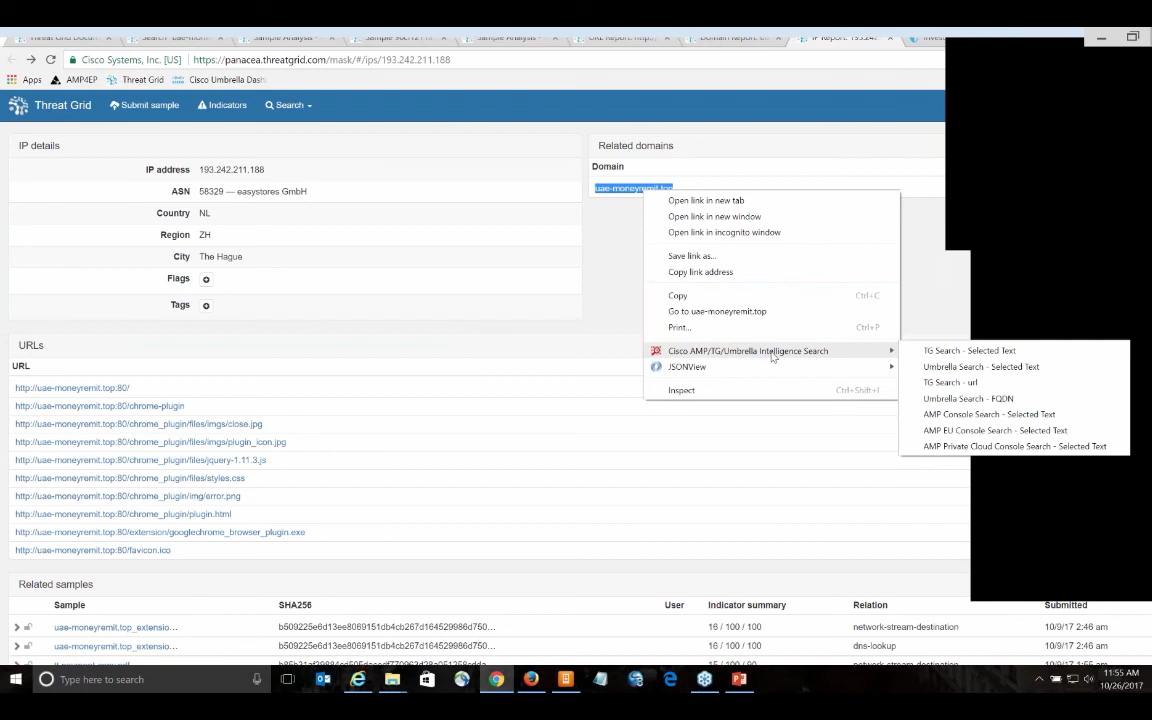 Cisco Systems, Inc. [US] https://panacea.threatgrid.com/mask/#/ips/193.242.211.188
Apps AMP4EP Threat Grid Cisco Umbrella Dash
Threat Grid Submit sample Indicators Search
IP details
IP address 193.242.211.188
ASN 58329 — easystores GmbH
Country NL
Region ZH
City The Hague
Flags
Tags
Related domains
Domain
uae-moneyremit.top
Open link in new tab
Open link in new window
Open link in incognito window
Save link as...
Copy link address
Copy Ctrl+C
Go to uae-moneyremit.top
Print... Ctrl+P
Cisco AMP/TG/Umbrella Intelligence Search
JSONView
Inspect Ctrl+Shift+I
TG Search - Selected Text
Umbrella Search - Selected Text
TG Search - url
Umbrella Search - FQDN
AMP Console Search - Selected Text
AMP EU Console Search - Selected Text
AMP Private Cloud Console Search - Selected Text
URLs
URL
http://uae-moneyremit.top:80/
http://uae-moneyremit.top:80/chrome-plugin
http://uae-moneyremit.top:80/chrome_plugin/files/imgs/close.jpg
http://uae-moneyremit.top:80/chrome_plugin/files/imgs/plugin_icon.jpg
http://uae-moneyremit.top:80/chrome_plugin/files/jquery-1.11.3.js
http://uae-moneyremit.top:80/chrome_plugin/files/styles.css
http://uae-moneyremit.top:80/chrome_plugin/img/error.png
http://uae-moneyremit.top:80/chrome_plugin/plugin.html
http://uae-moneyremit.top:80/extension/googlechrome_browser_plugin.exe
http://uae-moneyremit.top:80/favicon.ico
Related samples
Sample SHA256 User Indicator summary Relation Submitted
uae-moneyremit.top_extensio... b509225e6d13ee8069151db4cb267d164529986d750... 16 / 100 / 100 network-stream-destination 10/9/17 2:46 am
uae-moneyremit.top_extensio... b509225e6d13ee8069151db4cb267d164529986d750... 16 / 100 / 100 dns-lookup 10/9/17 2:46 am
Type here to search
11:55 AM
10/26/2017